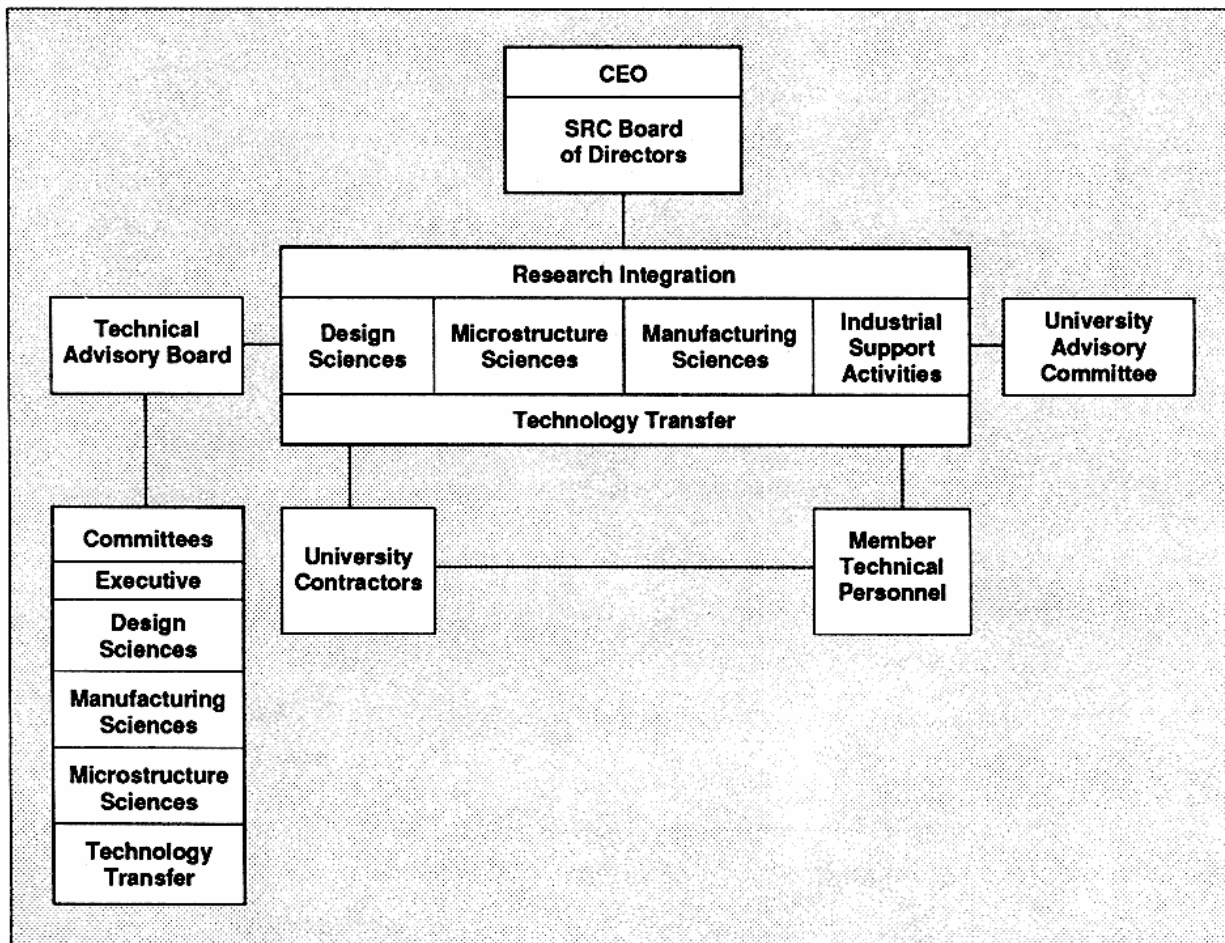 CEO
SRC Board
of Directors
Research Integration
Technical
Advisory Board
Design
Sciences
Microstructure
Sciences
Manufacturing
Sciences
Industrial
Support
Activities
University
Advisory
Committee
Technology Transfer
Committees
Executive
Design
Sciences
Manufacturing
Sciences
Microstructure
Sciences
Technology
Transfer
University
Contractors
Member
Technical
Personnel